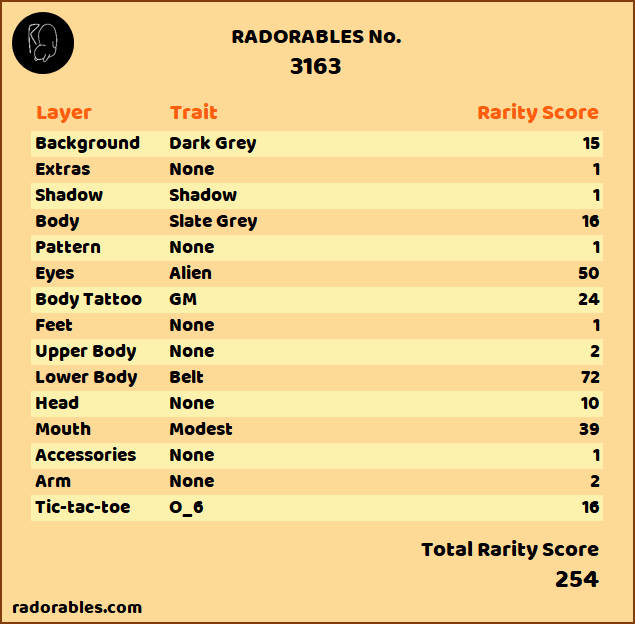 RADORABLES No.
3163
Layer Trait Rarity Score
Background Dark Grey 15
Extras None 1
Shadow Shadow 1
Body Slate Grey 16
Pattern None 1
Eyes Alien 50
Body Tattoo GM 24
Feet None 1
Upper Body None 2
Lower Body Belt 72
Head None 10
Mouth Modest 39
Accessories None 1
Arm None 2
Tic-tac-toe O_6 16
Total Rarity Score
254
radorables.com